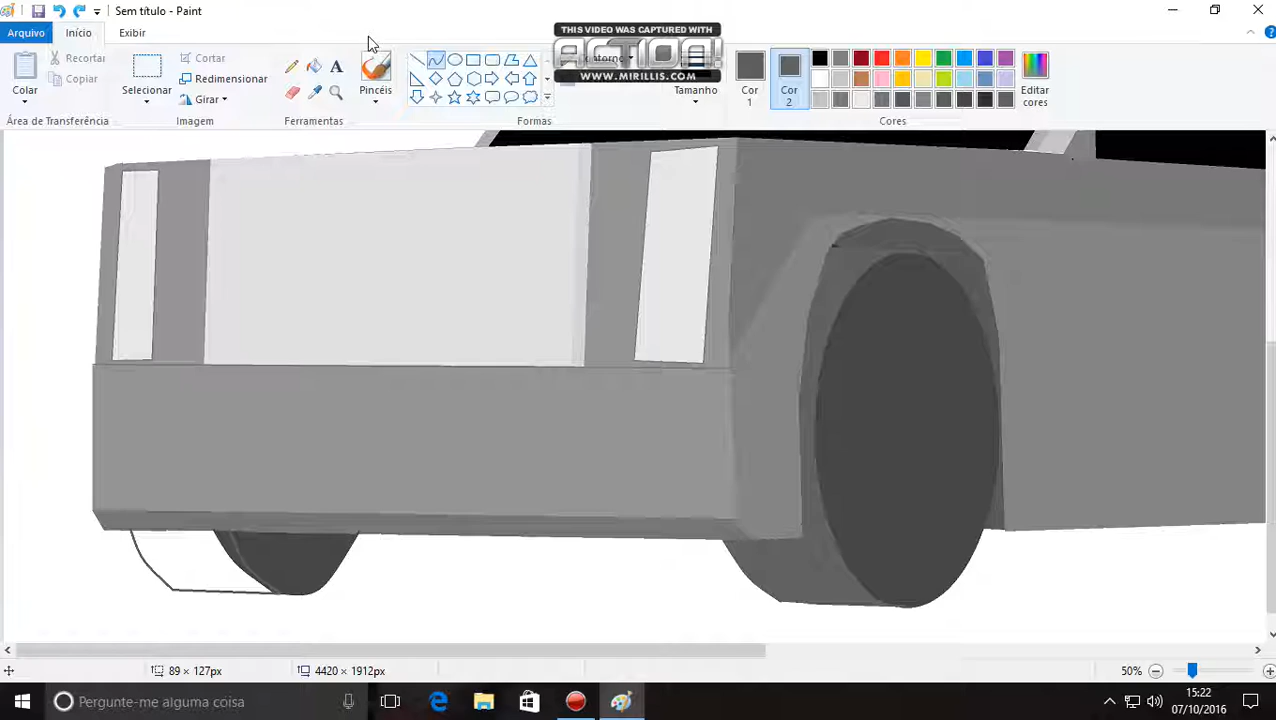 Sem título - Paint
THIS VIDEO WAS CAPTURED WITH
ACTION!
WWW.MIRILLIS.COM
Arquivo
Início
Exibir
Colar
Recortar
Copiar
Área de Transferência
Selecionar
Cortar
Redimensionar
Girar
Imagem
A
Ferramentas
Pincéis
Formas
Tamanho
Cor
1
Cor
2
Cores
Editar
cores
89 × 127px
4420 × 1912px
50%
Pergunte-me alguma coisa
15:22
07/10/2016